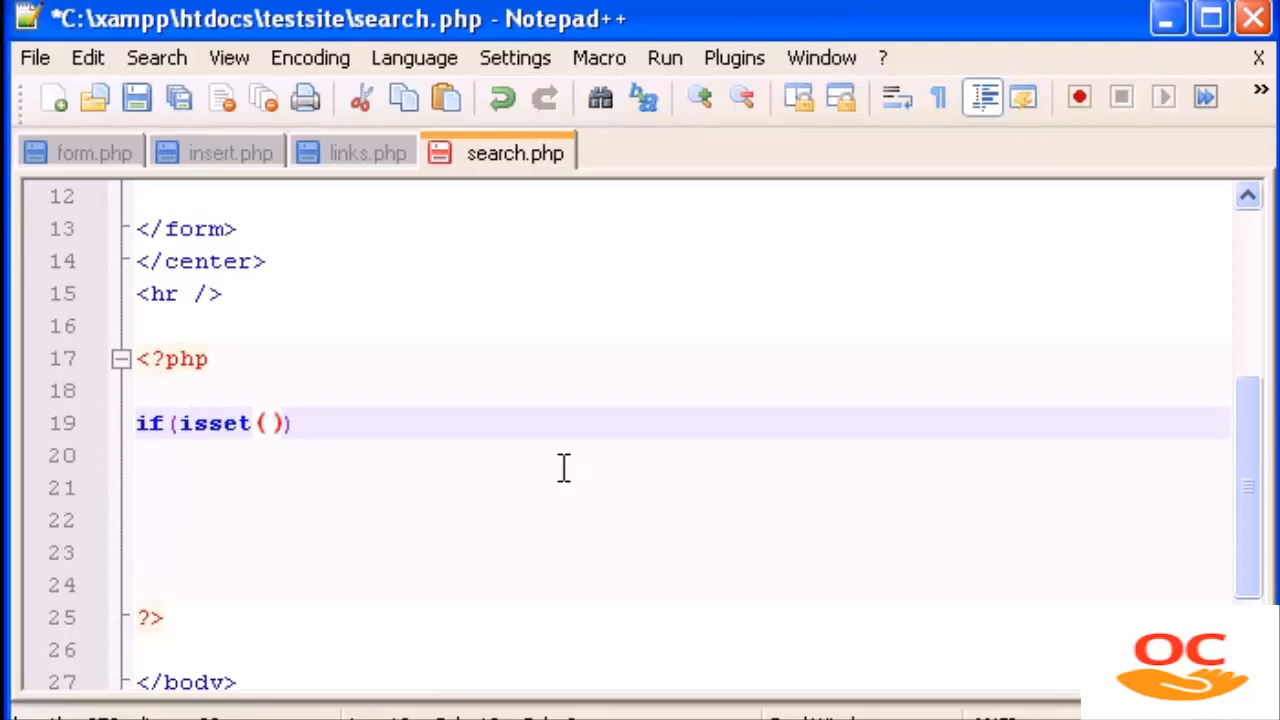 *C:\xampp\htdocs\testsite\search.php - Notepad++
File Edit Search View Encoding Language Settings Macro Run Plugins Window ? X
form.php insert.php links.php search.php
12
13 </form>
14 </center>
15 <hr />
16
17 <?php
18
19 if(isset())
20
21
22
23
24
25 ?>
26
27 </body>
OC